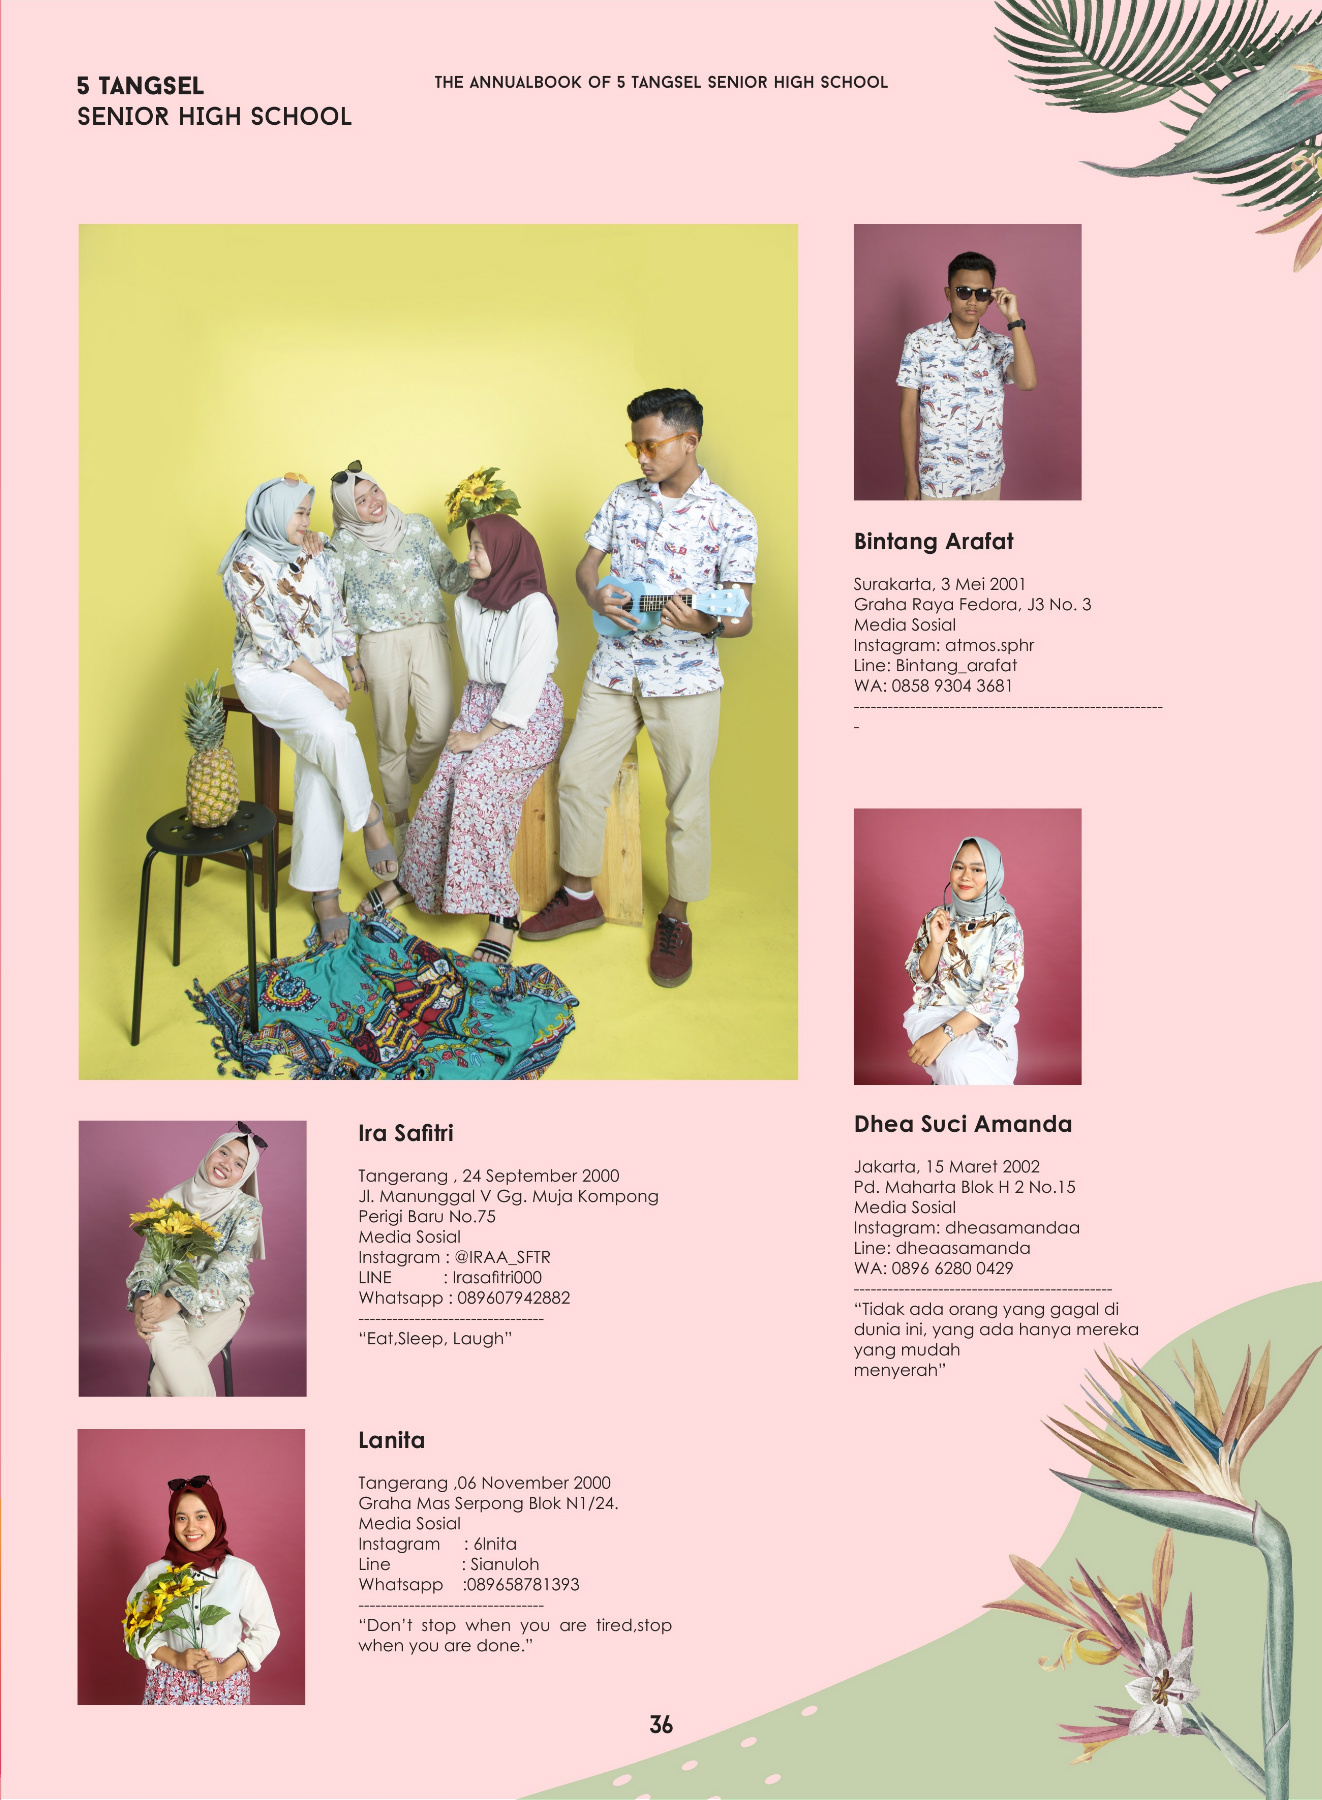 5 TANGSEL
SENIOR HIGH SCHOOL
THE ANNUALBOOK OF 5 TANGSEL SENIOR HIGH SCHOOL
Bintang Arafat
Surakarta, 3 Mei 2001
Graha Raya Fedora, J3 No. 3
Media Sosial
Instagram: atmos.sphr
Line: Bintang_arafat
WA: 0858 9304 3681
-------------------------------------------------------
-
Dhea Suci Amanda
Jakarta, 15 Maret 2002
Pd. Maharta Blok H 2 No.15
Media Sosial
Instagram: dheasamandaa
Line: dheaasamanda
WA: 0896 6280 0429
----------------------------------------------
“Tidak ada orang yang gagal di
dunia ini, yang ada hanya mereka
yang mudah
menyerah”
Ira Safitri
Tangerang , 24 September 2000
Jl. Manunggal V Gg. Muja Kompong
Perigi Baru No.75
Media Sosial
Instagram : @IRAA_SFTR
LINE : Irasafitri000
Whatsapp : 089607942882
---------------------------------
“Eat,Sleep, Laugh”
Lanita
Tangerang ,06 November 2000
Graha Mas Serpong Blok N1/24.
Media Sosial
Instagram : 6lnita
Line : Sianuloh
Whatsapp :089658781393
---------------------------------
“Don’t stop when you are tired,stop
when you are done.”
36